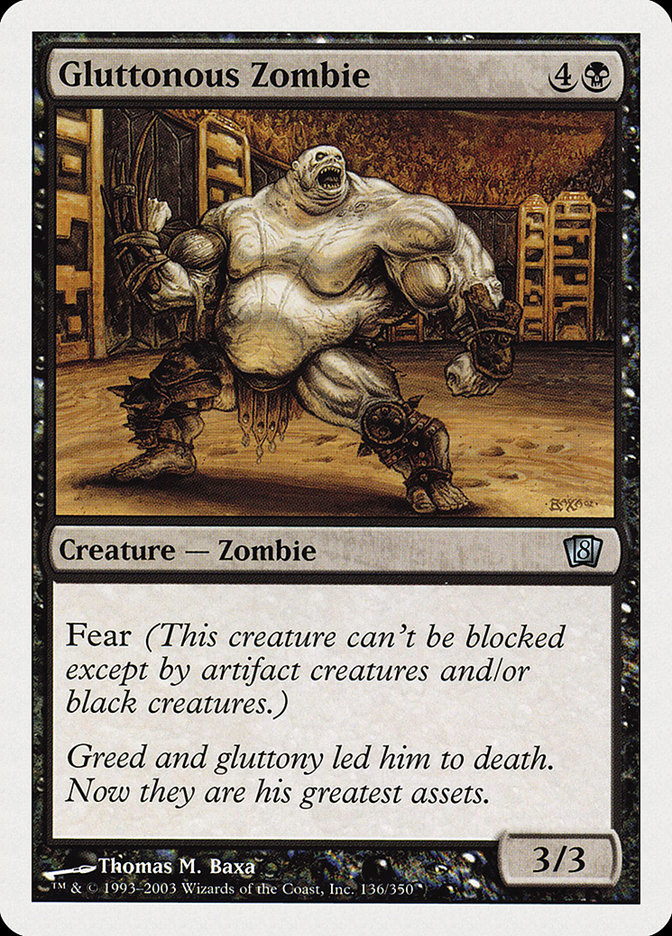 Gluttonous Zombie 4
BAXA 02
Creature — Zombie
8
Fear (This creature can't be blocked
except by artifact creatures and/or
black creatures.)
Greed and gluttony led him to death.
Now they are his greatest assets.
3/3
Thomas M. Baxa
™ & © 1993–2003 Wizards of the Coast, Inc. 136/350